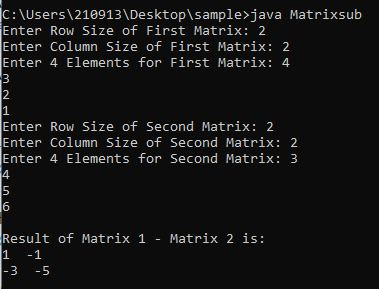 C:\Users\210913\Desktop\sample>java Matrixsub
Enter Row Size of First Matrix: 2
Enter Column Size of First Matrix: 2
Enter 4 Elements for First Matrix: 4
3
2
1
Enter Row Size of Second Matrix: 2
Enter Column Size of Second Matrix: 2
Enter 4 Elements for Second Matrix: 3
4
5
6
Result of Matrix 1 - Matrix 2 is:
1  -1
-3  -5